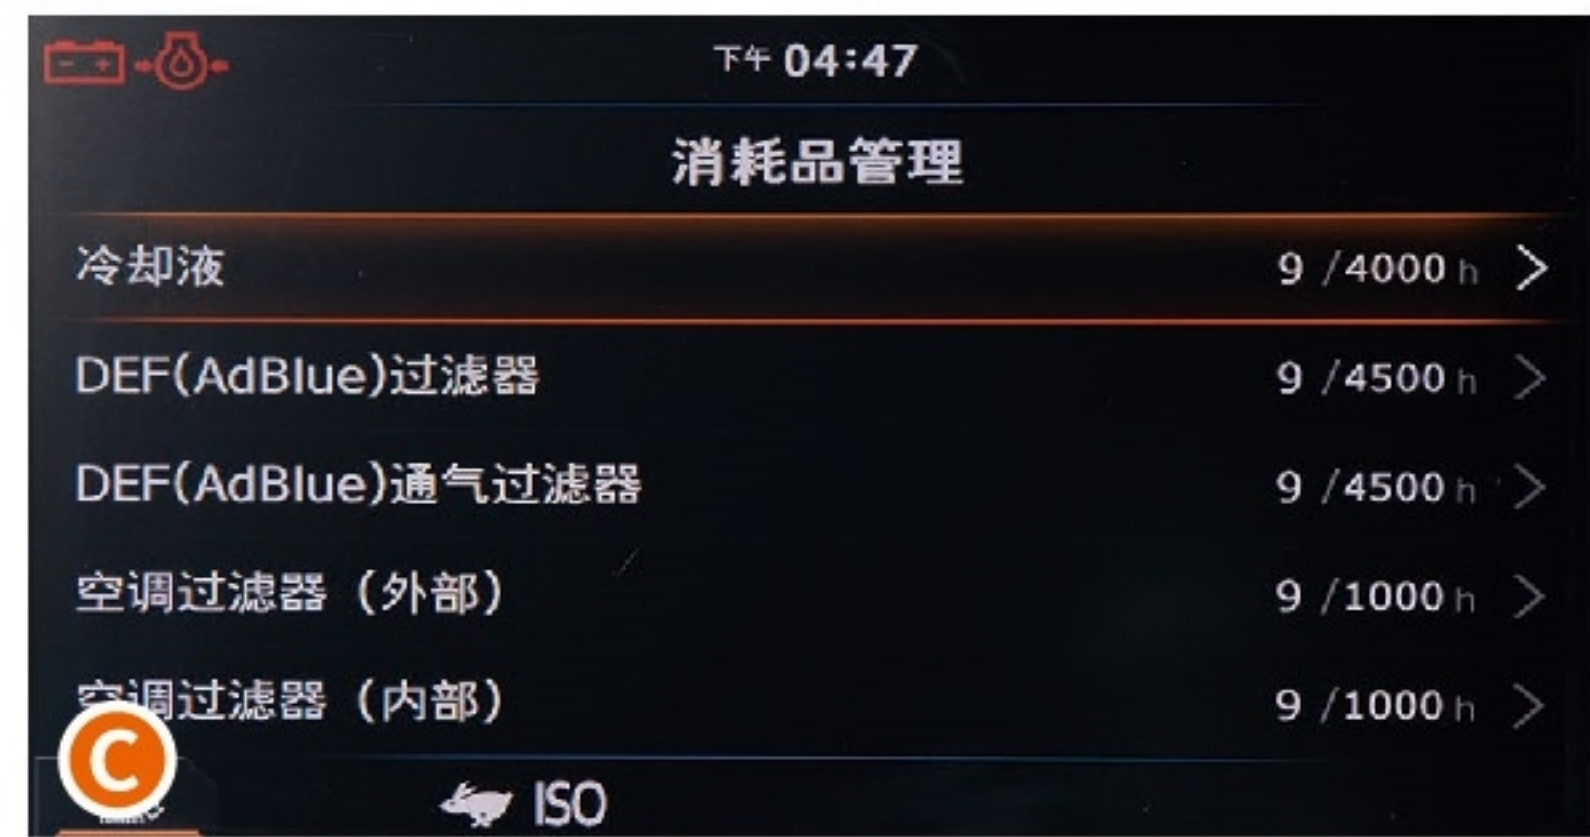 下午 04:47
消耗品管理
冷却液 9 /4000 h
DEF(AdBlue)过滤器 9 /4500 h
DEF(AdBlue)通气过滤器 9 /4500 h
空调过滤器（外部） 9 /1000 h
空调过滤器（内部） 9 /1000 h
C
ISO